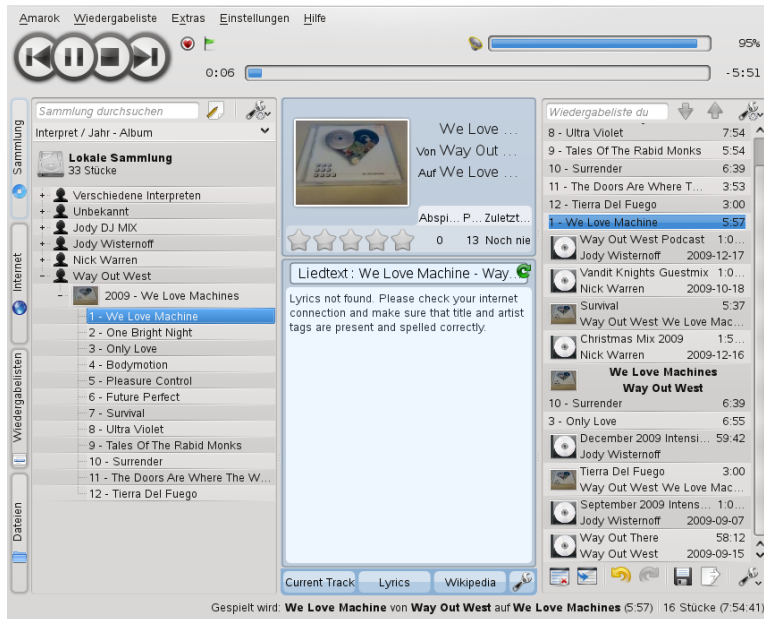 Amarok Wiedergabeliste Extras Einstellungen Hilfe
95%
0:06 -5:51
Sammlung
Internet
Wiedergabelisten
Dateien
Sammlung durchsuchen
Interpret / Jahr - Album
Lokale Sammlung
33 Stücke
Verschiedene Interpreten
Unbekannt
Jody DJ MIX
Jody Wisternoff
Nick Warren
Way Out West
2009 - We Love Machines
1 - We Love Machine
2 - One Bright Night
3 - Only Love
4 - Bodymotion
5 - Pleasure Control
6 - Future Perfect
7 - Survival
8 - Ultra Violet
9 - Tales Of The Rabid Monks
10 - Surrender
11 - The Doors Are Where The W...
12 - Tierra Del Fuego
We Love ...
Von Way Out ...
Auf We Love ...
Abspi... P... Zuletzt...
0 13 Noch nie
Liedtext : We Love Machine - Way...
Lyrics not found. Please check your internet
connection and make sure that title and artist
tags are present and spelled correctly.
Current Track Lyrics Wikipedia
Wiedergabeliste du
8 - Ultra Violet 7:54
9 - Tales Of The Rabid Monks 5:54
10 - Surrender 6:39
11 - The Doors Are Where T... 3:53
12 - Tierra Del Fuego 3:00
1 - We Love Machine 5:57
Way Out West Podcast 1:0...
Jody Wisternoff 2009-12-17
Vandit Knights Guestmix 1:0...
Nick Warren 2009-10-18
Survival 5:37
Way Out West We Love Mac...
Christmas Mix 2009 1:5...
Nick Warren 2009-12-16
We Love Machines
Way Out West
10 - Surrender 6:39
3 - Only Love 6:55
December 2009 Intensi... 59:42
Jody Wisternoff
Tierra Del Fuego 3:00
Way Out West We Love Mac...
September 2009 Intens... 1:0...
Jody Wisternoff 2009-09-07
Way Out There 58:12
Way Out West 2009-09-15
Gespielt wird: We Love Machine von Way Out West auf We Love Machines (5:57) 16 Stücke (7:54:41)